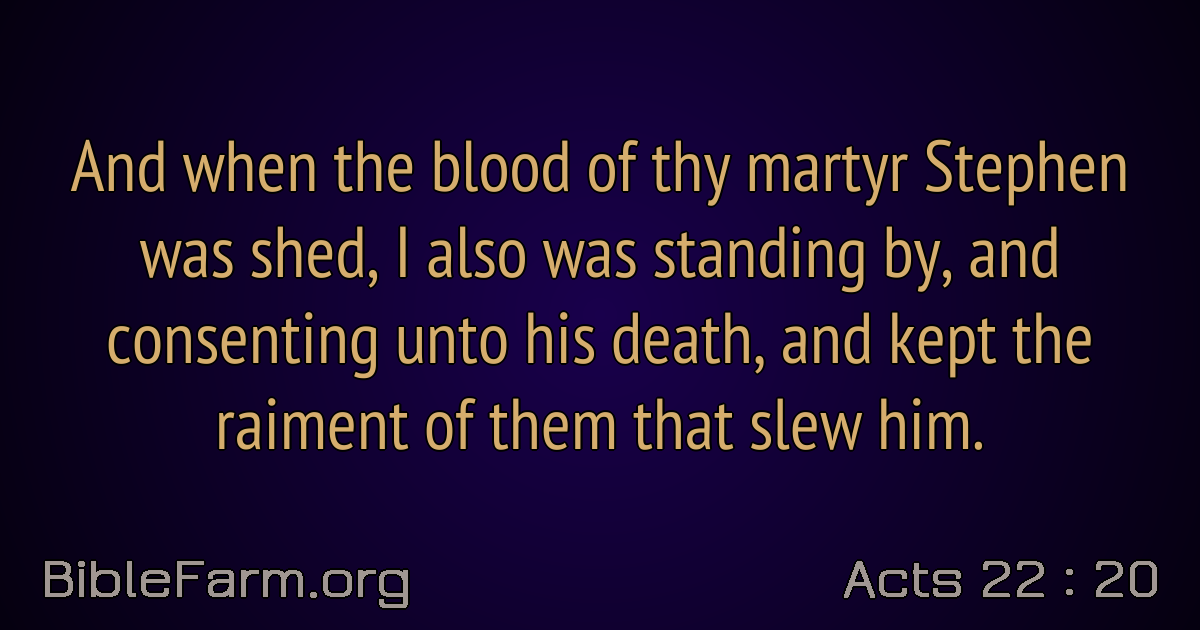 And when the blood of thy martyr Stephen
was shed, I also was standing by, and
consenting unto his death, and kept the
raiment of them that slew him.
BibleFarm.org
Acts 22 : 20